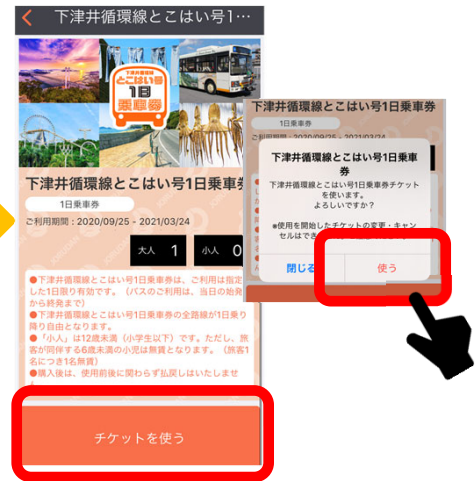 下津井循環線とこはい号1…
下津井循環線
とこはい号
1日
乗車券
下津井循環線とこはい号1日乗車券
1日乗車券
ご利用期間：2020/09/25 - 2021/03/24
大人 1 小人 0
●下津井循環線とこはい号1日乗車券は、ご利用は指定
した1日限り有効です。（バスのご利用は、当日の始発
から終発まで）
●下津井循環線とこはい号1日乗車券の全路線が1日乗り
降り自由となります。
●「小人」は12歳未満（小学生以下）です。ただし、旅
客が同伴する6歳未満の小児は無賃となります。（旅客1
名につき1名無賃）
●購入後は、使用前後に関わらず払戻しはいたしませ
チケットを使う
下津井循環線とこはい号1日乗車券
1日乗車券
ご利用期間：2020/09/25 - 2021/03/24
下津井循環線とこはい号1日乗車
券
下津井循環線とこはい号1日乗車券チケット
を使います。
よろしいですか？
※使用を開始したチケットの変更・キャン
セルはでき
閉じる
使う